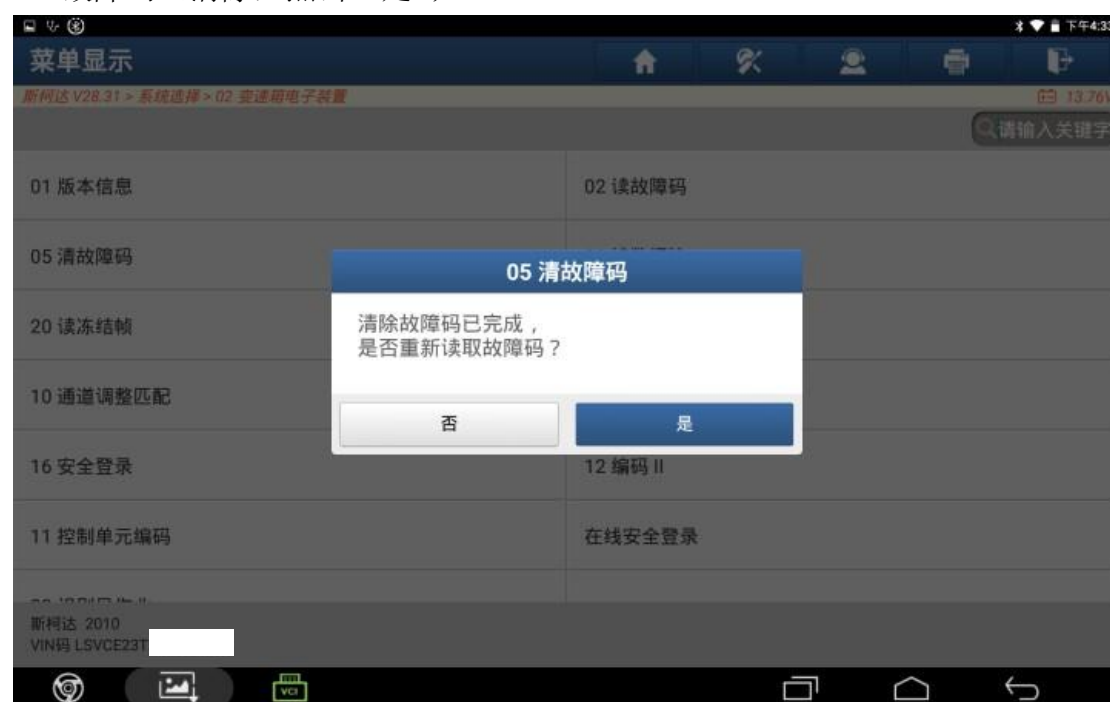 下午4:33
菜单显示
斯柯达 V28.31 > 系统选择 > 02 变速箱电子装置
13.76V
请输入关键字
01 版本信息
02 读故障码
05 清故障码
05 清故障码
清除故障码已完成，
是否重新读取故障码？
20 读冻结帧
10 通道调整匹配
否
是
16 安全登录
12 编码 II
11 控制单元编码
在线安全登录
斯柯达 2010
VIN码 LSVCE23T
VCI